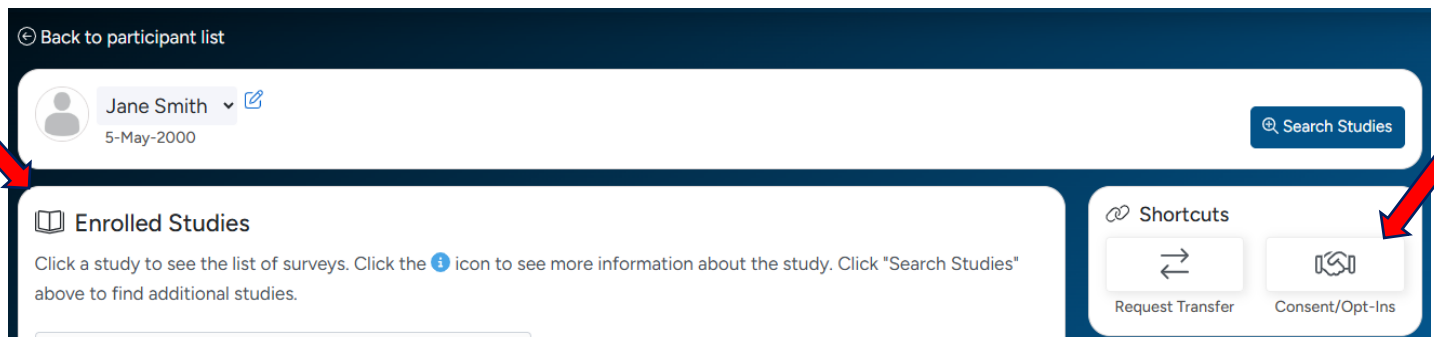 Back to participant list
Jane Smith
5-May-2000
Search Studies
Enrolled Studies
Click a study to see the list of surveys. Click the i icon to see more information about the study. Click "Search Studies"
above to find additional studies.
Shortcuts
Request Transfer
Consent/Opt-Ins